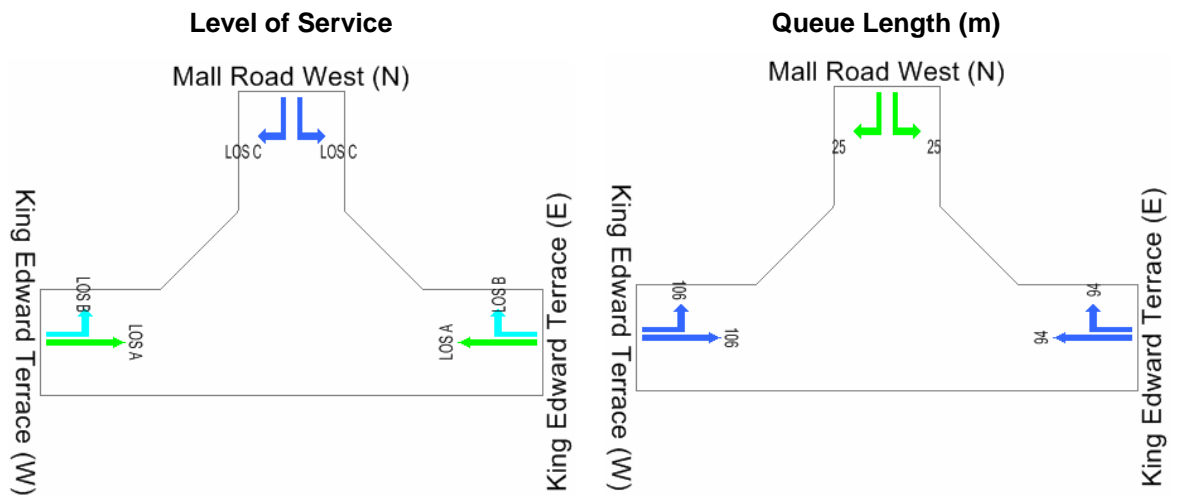 Level of Service
Mall Road West (N)
LOS C
LOS C
King Edward Terrace (W)
LOS B
LOS A
LOS B
LOS A
King Edward Terrace (E)
Queue Length (m)
Mall Road West (N)
25
25
King Edward Terrace (W)
106
106
94
94
King Edward Terrace (E)